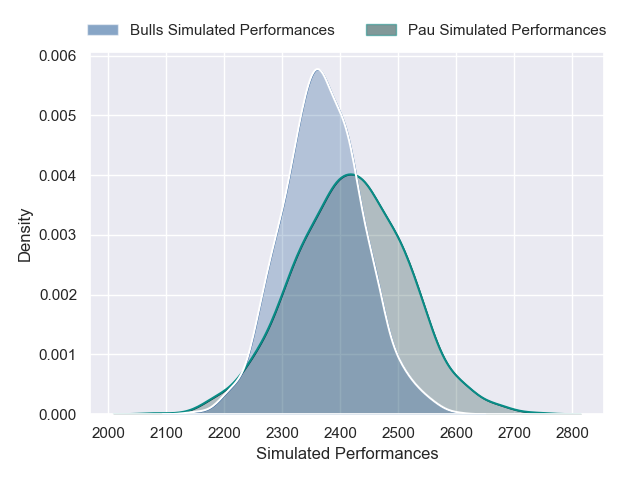 Bulls Simulated Performances Pau Simulated Performances
0.006
0.005
0.004
0.003
0.002
0.001
0.000
Density
2000 2100 2200 2300 2400 2500 2600 2700 2800
Simulated Performances